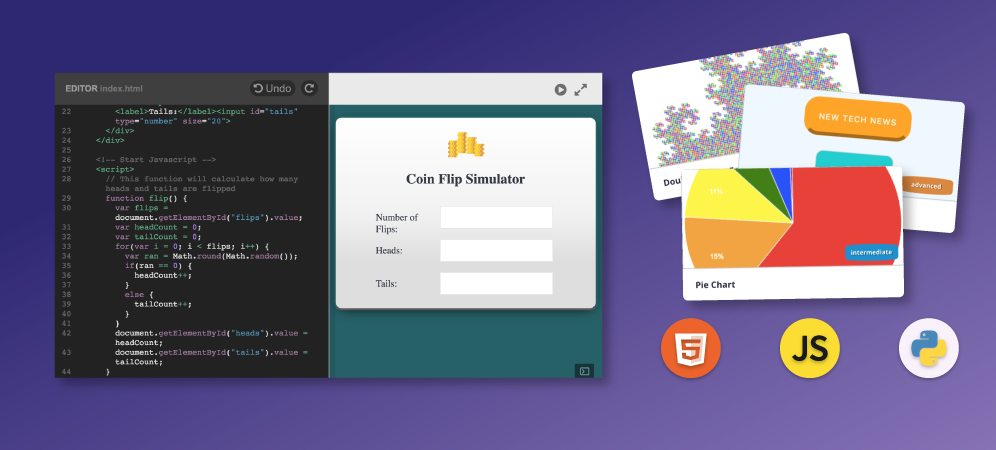 EDITOR index.html
Undo
22 <label>Tails:</label><input id="tails"
type="number" size="20">
23 </div>
24 </div>
25
26 <!-- Start Javascript -->
27 <script>
28 // This function will calculate how many
heads and tails are flipped
29 function flip() {
30 var flips =
document.getElementById("flips").value;
31 var headCount = 0;
32 var tailCount = 0;
33 for(var i = 0; i < flips; i++) {
34 var ran = Math.round(Math.random());
35 if(ran == 0) {
36 headCount++;
37 }
38 else {
39 tailCount++;
40 }
41 }
42 document.getElementById("heads").value =
headCount;
43 document.getElementById("tails").value =
tailCount;
44 }
Coin Flip Simulator
Number of
Flips:
Heads:
Tails:
NEW TECH NEWS
advanced
11%
15%
intermediate
Pie Chart
5
JS